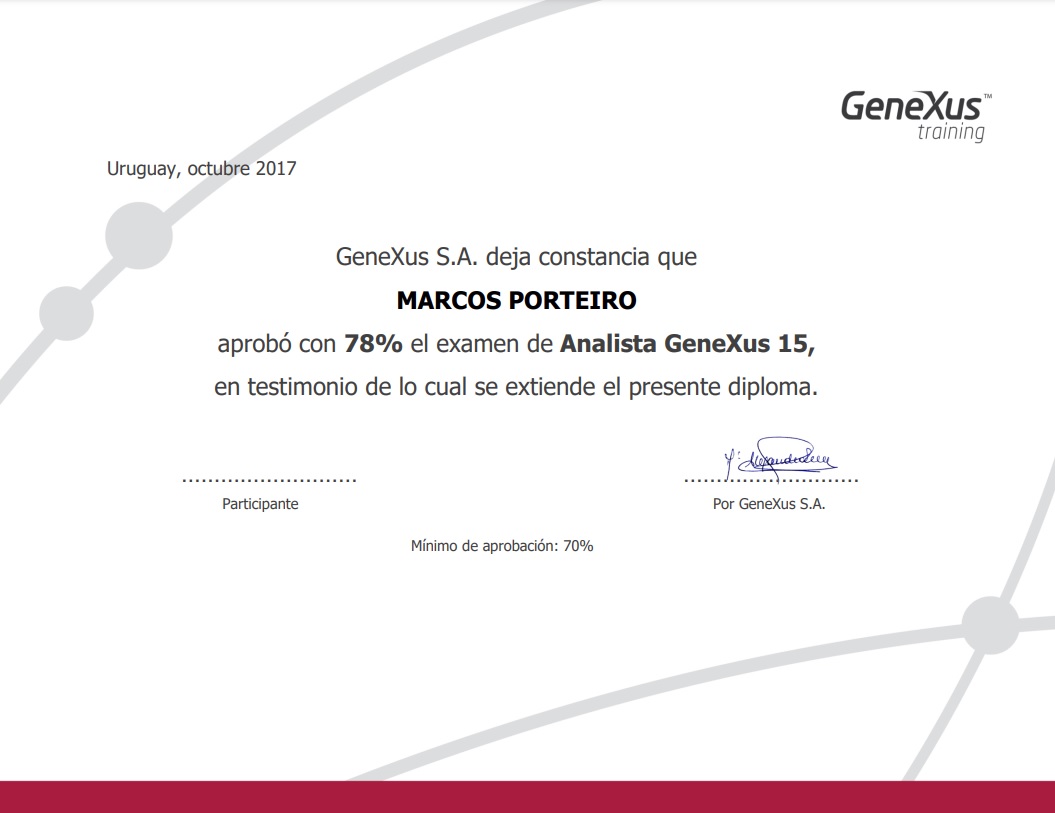 GeneXus™
training
Uruguay, octubre 2017
GeneXus S.A. deja constancia que
MARCOS PORTEIRO
aprobó con 78% el examen de Analista GeneXus 15,
en testimonio de lo cual se extiende el presente diploma.
Participante
Por GeneXus S.A.
Mínimo de aprobación: 70%